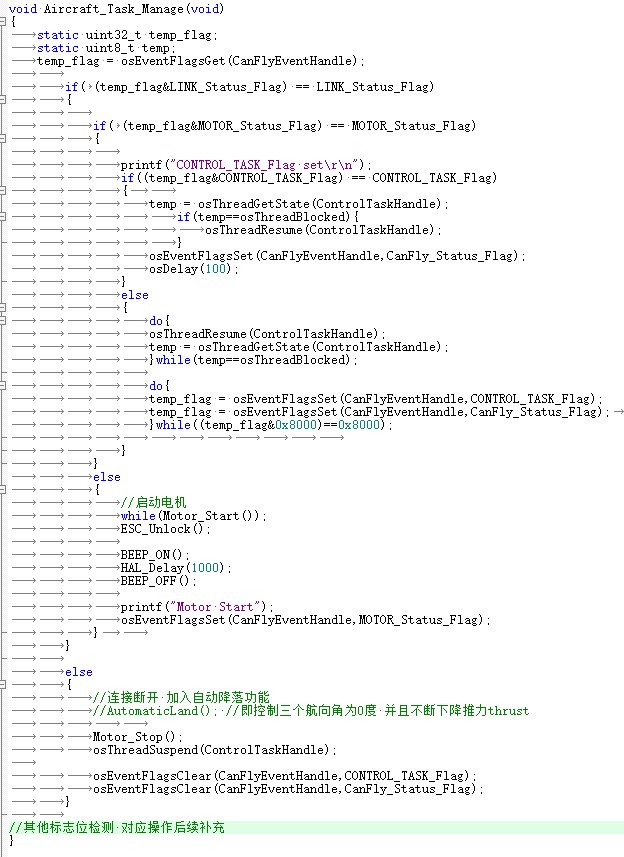 void Aircraft_Task_Manage(void)
{
static uint32_t temp_flag;
static uint8_t temp;
temp_flag = osEventFlagsGet(CanFlyEventHandle);
if( (temp_flag&LINK_Status_Flag) == LINK_Status_Flag)
{
if( (temp_flag&MOTOR_Status_Flag) == MOTOR_Status_Flag)
{
printf("CONTROL_TASK_Flag set\r\n");
if((temp_flag&CONTROL_TASK_Flag) == CONTROL_TASK_Flag)
{
temp = osThreadGetState(ControlTaskHandle);
if(temp==osThreadBlocked){
osThreadResume(ControlTaskHandle);
}
osEventFlagsSet(CanFlyEventHandle,CanFly_Status_Flag);
osDelay(100);
}
else
{
do{
osThreadResume(ControlTaskHandle);
temp = osThreadGetState(ControlTaskHandle);
}while(temp==osThreadBlocked);
do{
temp_flag = osEventFlagsSet(CanFlyEventHandle,CONTROL_TASK_Flag);
temp_flag = osEventFlagsSet(CanFlyEventHandle,CanFly_Status_Flag);
}while((temp_flag&0x8000)==0x8000);
}
}
else
{
//启动电机
while(Motor_Start());
ESC_Unlock();
BEEP_ON();
HAL_Delay(1000);
BEEP_OFF();
printf("Motor Start");
osEventFlagsSet(CanFlyEventHandle,MOTOR_Status_Flag);
}
}
else
{
//连接断开 加入自动降落功能
//AutomaticLand(); //即控制三个航向角为0度 并且不断下降推力thrust
Motor_Stop();
osThreadSuspend(ControlTaskHandle);
osEventFlagsClear(CanFlyEventHandle,CONTROL_TASK_Flag);
osEventFlagsClear(CanFlyEventHandle,CanFly_Status_Flag);
}
//其他标志位检测 对应操作后续补充
}